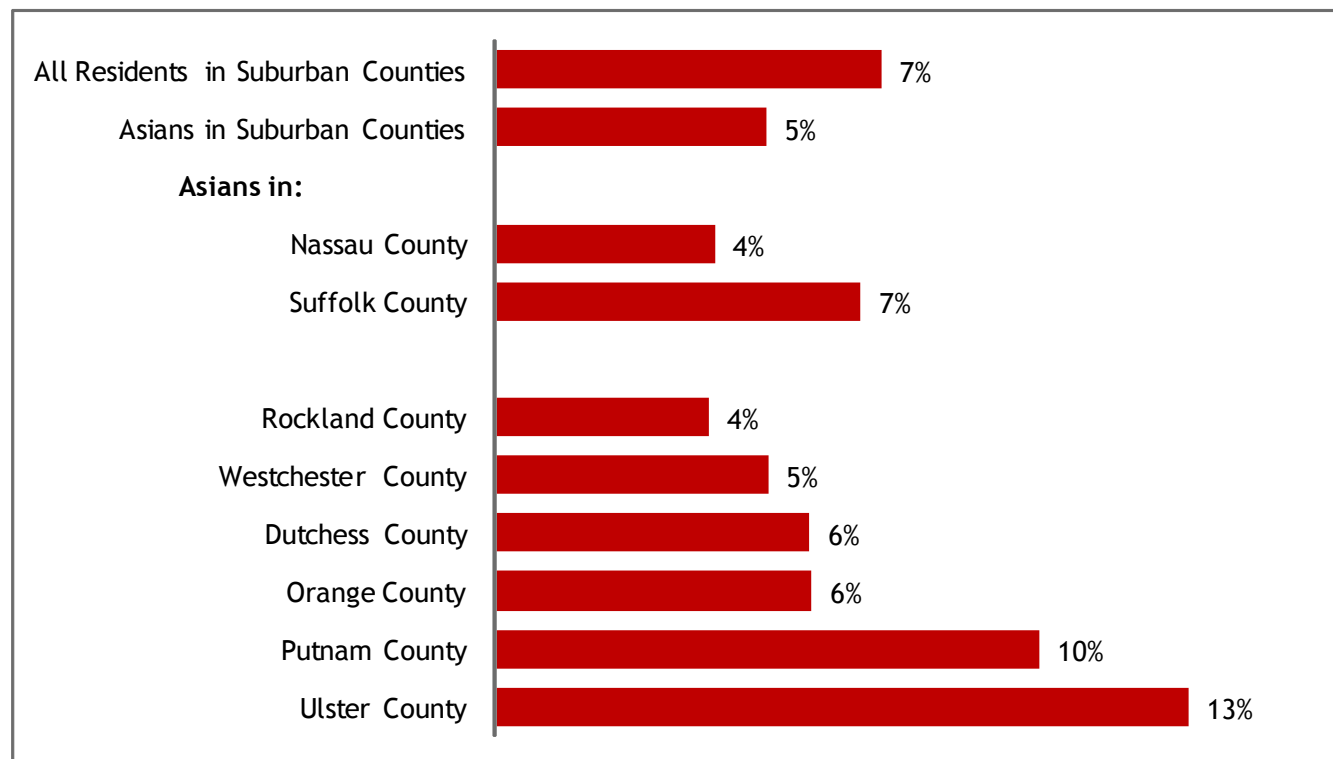 All Residents in Suburban Counties 7%
Asians in Suburban Counties 5%
Asians in:
Nassau County 4%
Suffolk County 7%
Rockland County 4%
Westchester County 5%
Dutchess County 6%
Orange County 6%
Putnam County 10%
Ulster County 13%